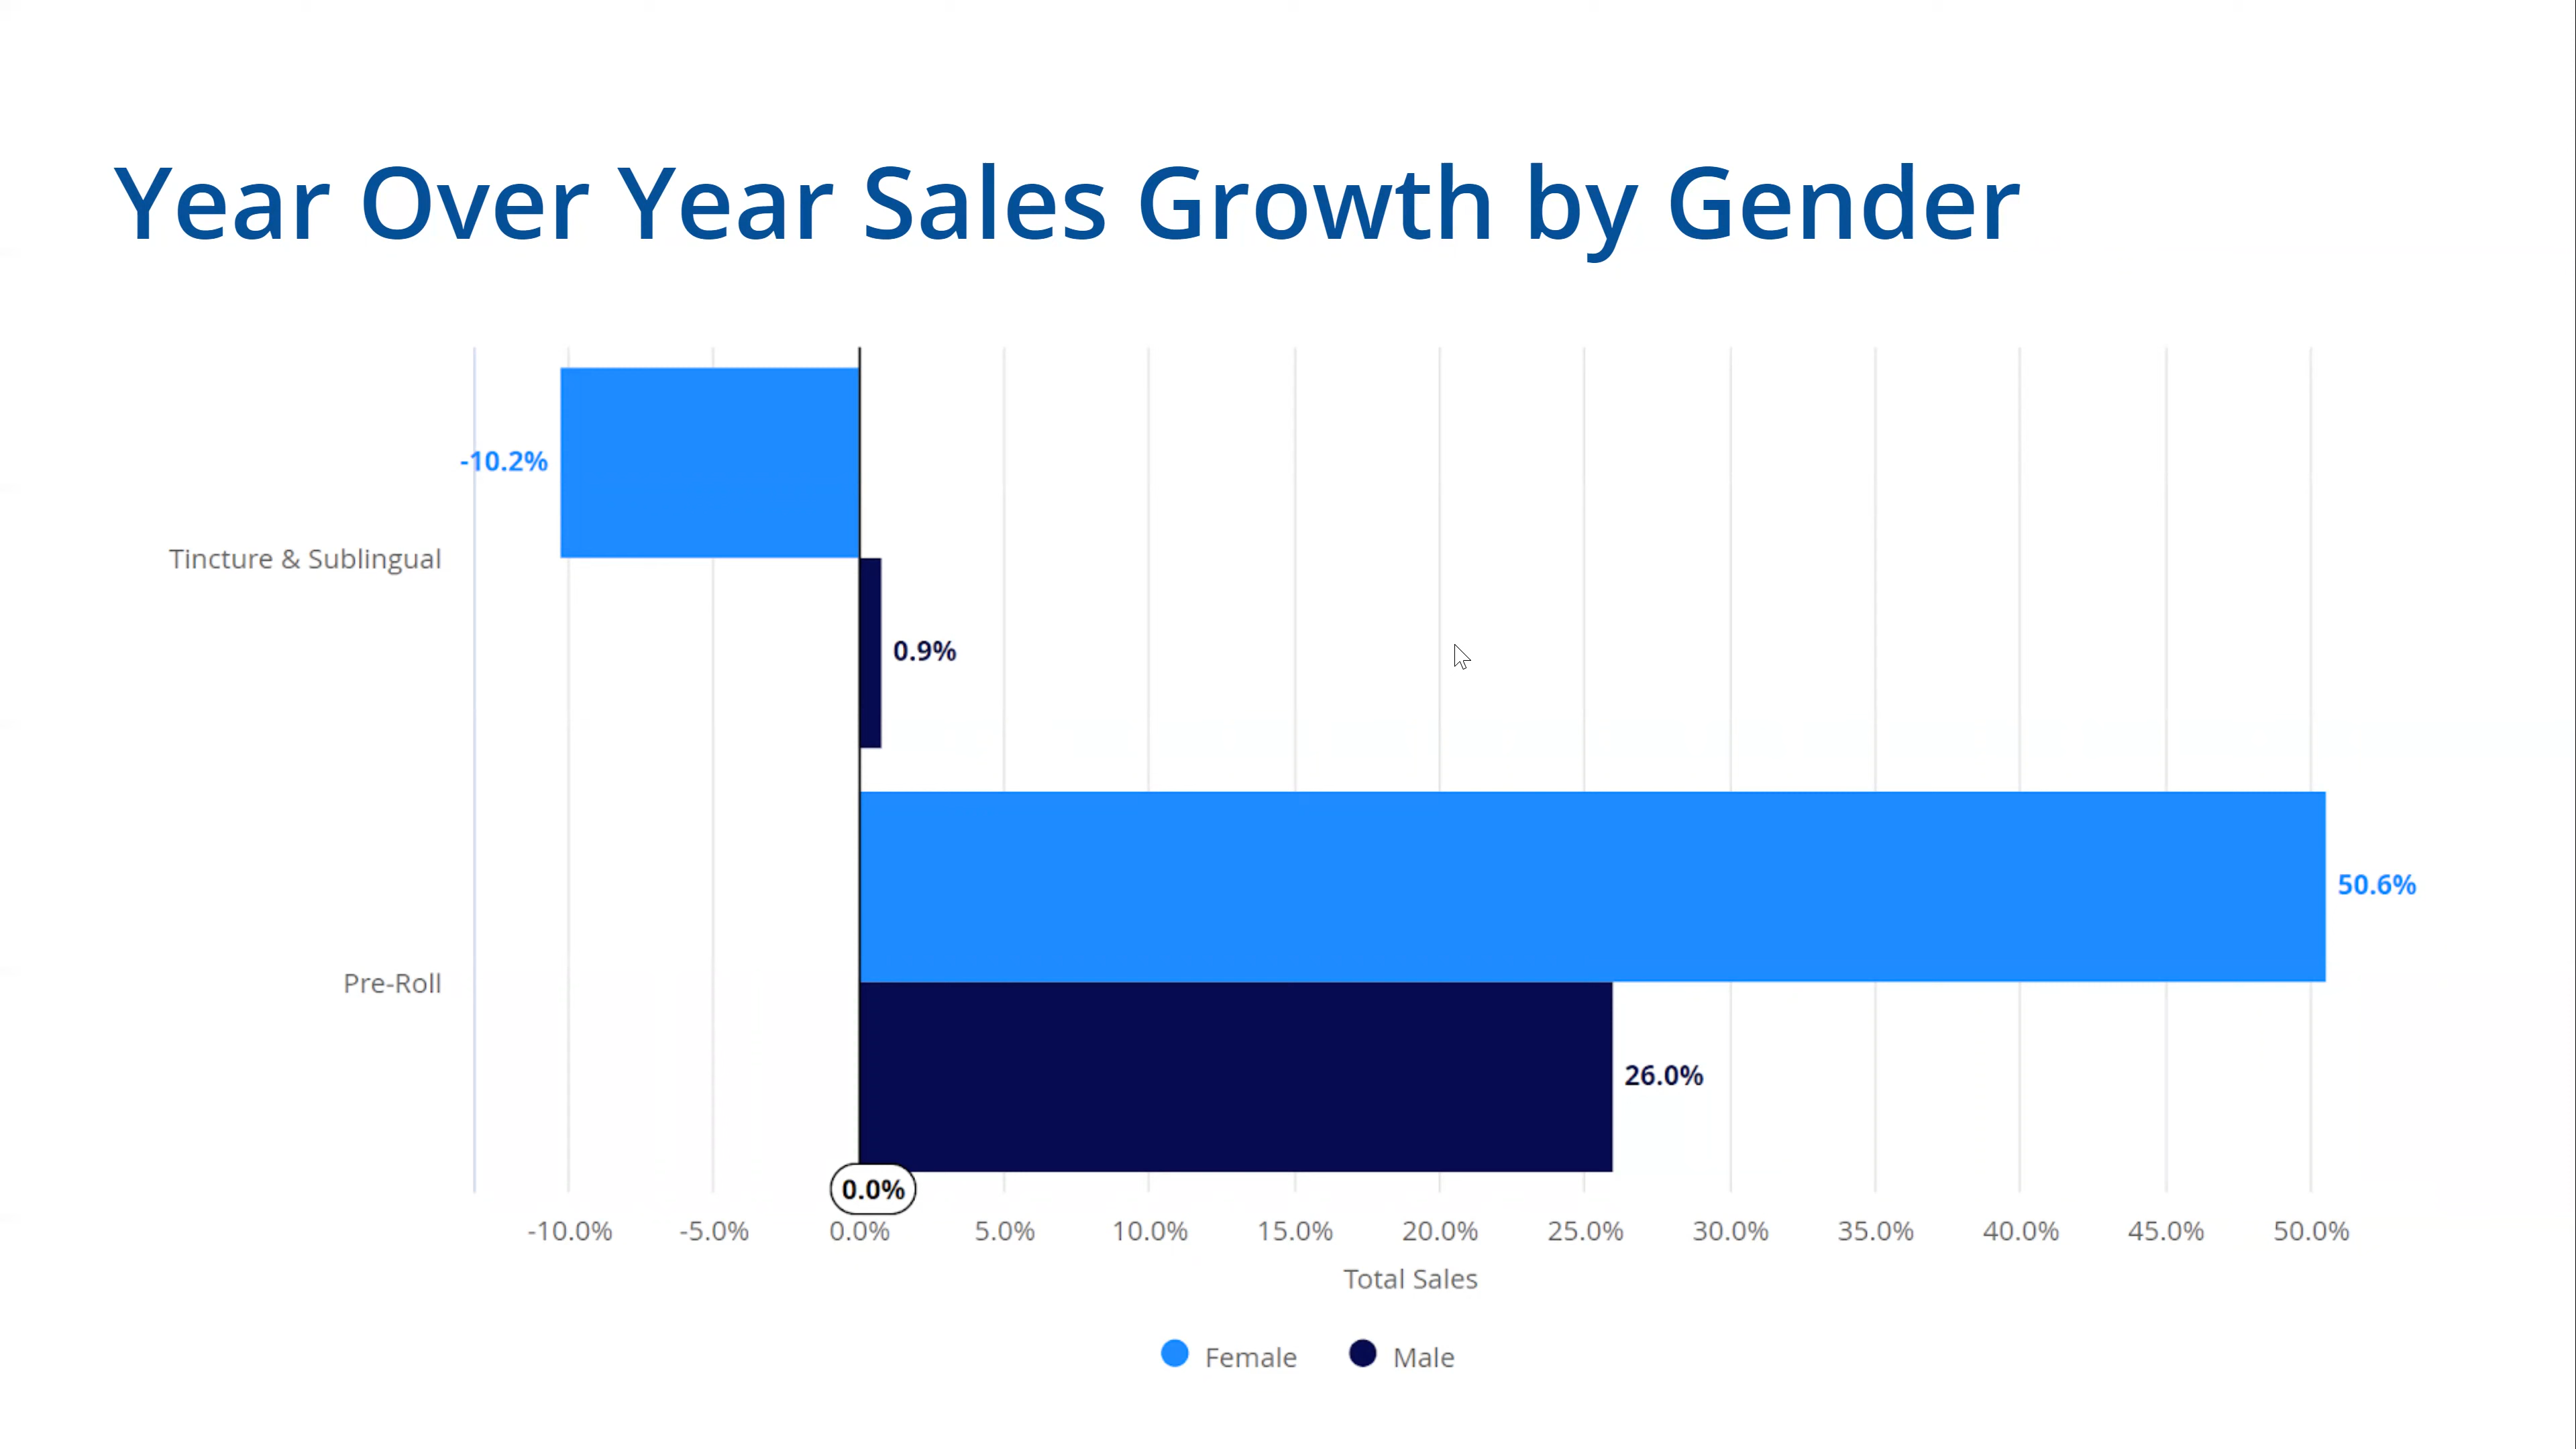 Year Over Year Sales Growth by Gender
-10.2%
Tincture & Sublingual
0.9%
50.6%
Pre-Roll
26.0%
0.0%
-10.0% -5.0% 0.0% 5.0% 10.0% 15.0% 20.0% 25.0% 30.0% 35.0% 40.0% 45.0% 50.0%
Total Sales
Female Male